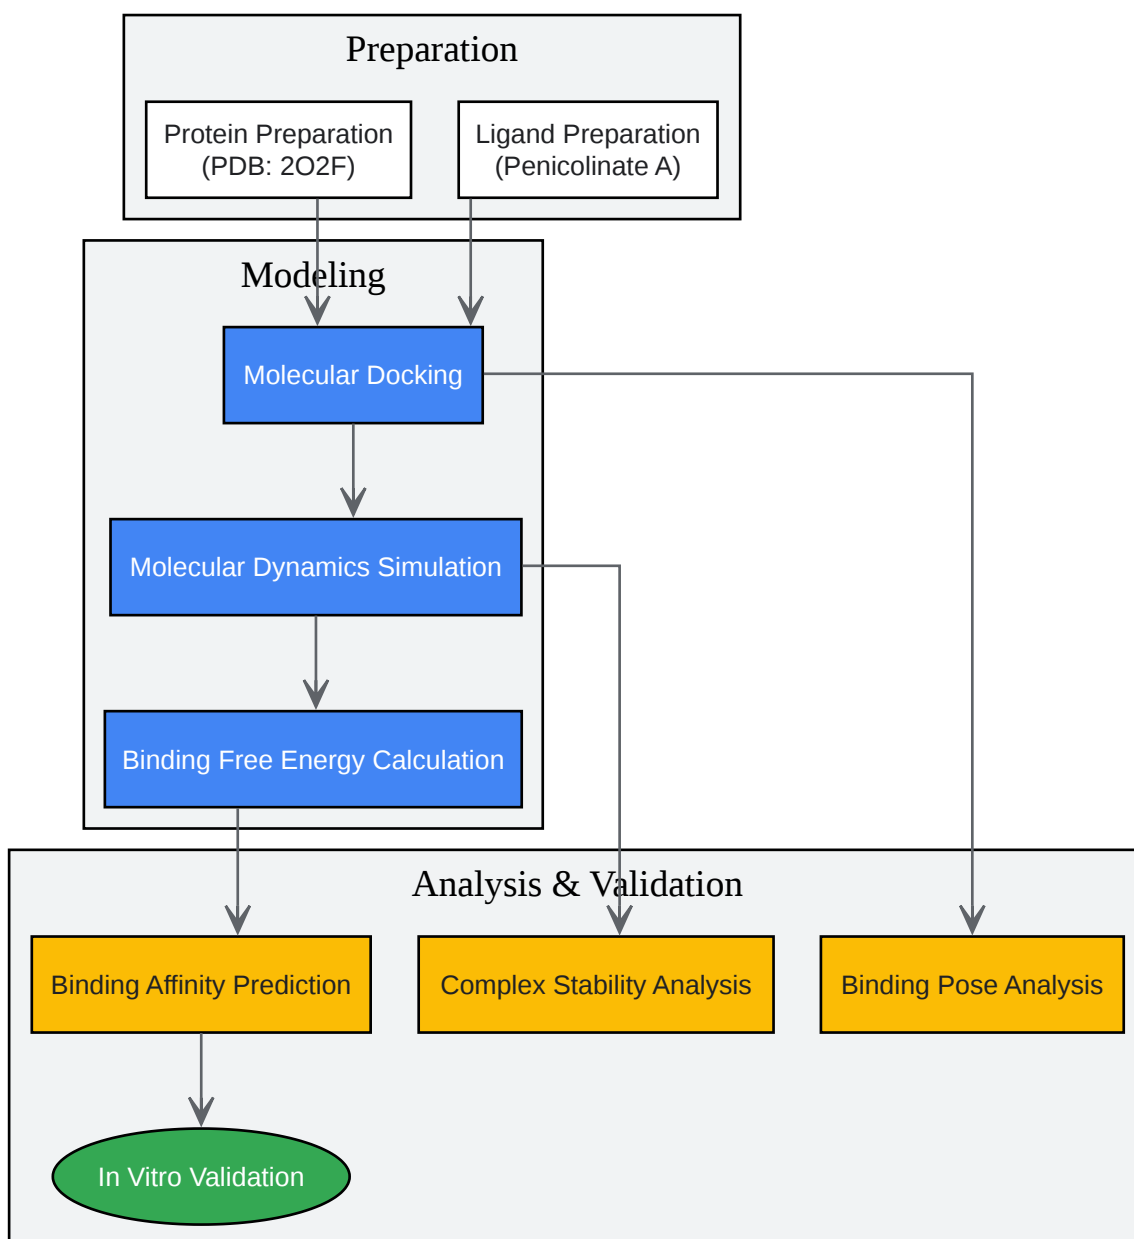 Preparation
Protein Preparation
(PDB: 2O2F)
Ligand Preparation
(Penicolinate A)
Modeling
Molecular Docking
Molecular Dynamics Simulation
Binding Free Energy Calculation
Analysis & Validation
Binding Affinity Prediction
Complex Stability Analysis
Binding Pose Analysis
In Vitro Validation